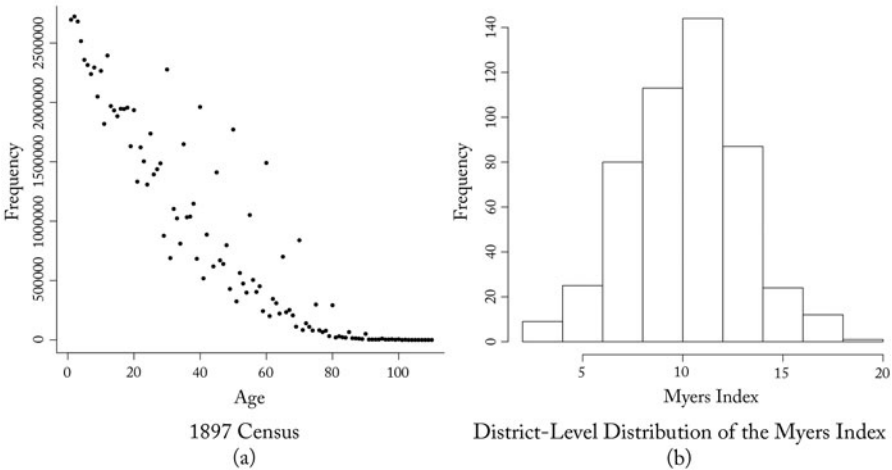 Frequency
2500000
2000000
1500000
1000000
500000
0
0 20 40 60 80 100
Age
1897 Census
(a)
Frequency
140
120
100
80
60
40
20
0
5 10 15 20
Myers Index
District-Level Distribution of the Myers Index
(b)